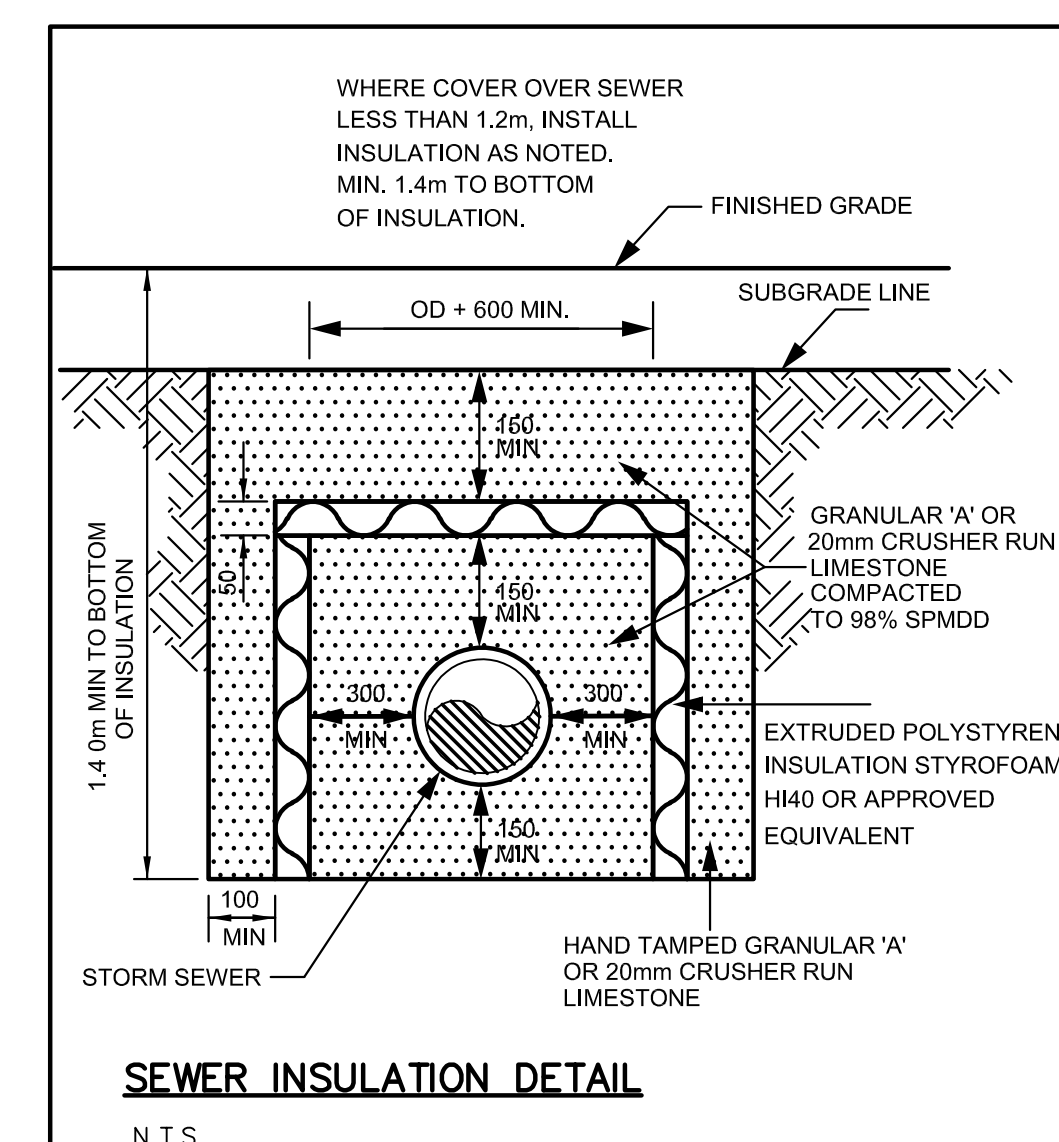 WHERE COVER OVER SEWER
LESS THAN 1.2m, INSTALL
INSULATION AS NOTED.
MIN. 1.4m TO BOTTOM
OF INSULATION.
FINISHED GRADE
SUBGRADE LINE
OD + 600 MIN.
150
MIN
50
1.4 0m MIN TO BOTTOM
OF INSULATION
GRANULAR 'A' OR
20mm CRUSHER RUN
LIMESTONE
COMPACTED
TO 98% SPMDD
150
MIN
300
MIN
300
MIN
EXTRUDED POLYSTYREN
INSULATION STYROFOAM
HI40 OR APPROVED
EQUIVALENT
150
MIN
100
MIN
STORM SEWER
HAND TAMPED GRANULAR 'A'
OR 20mm CRUSHER RUN
LIMESTONE
SEWER INSULATION DETAIL
N.T.S.